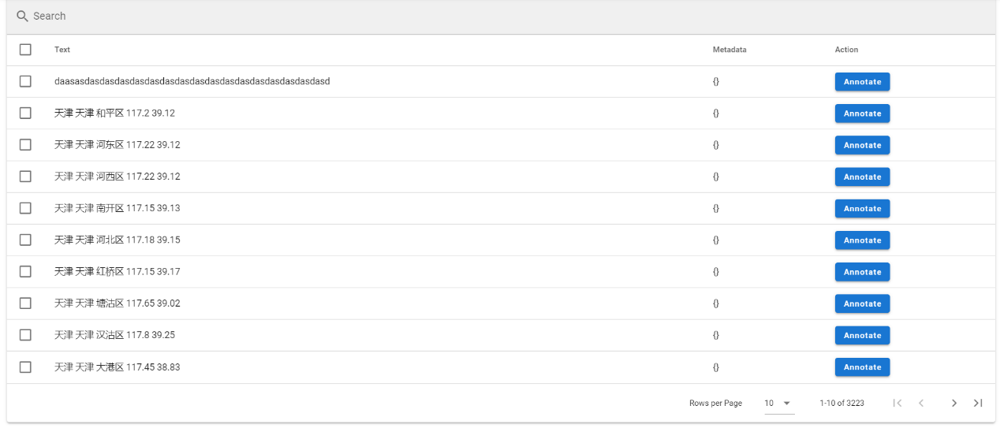 Search
Text Metadata Action
daasasdasdasdasdasdasdasdasdasdasdasdasdasdasdasdasdasd {} Annotate
天津 天津 和平区 117.2 39.12 {} Annotate
天津 天津 河东区 117.22 39.12 {} Annotate
天津 天津 河西区 117.22 39.12 {} Annotate
天津 天津 南开区 117.15 39.13 {} Annotate
天津 天津 河北区 117.18 39.15 {} Annotate
天津 天津 红桥区 117.15 39.17 {} Annotate
天津 天津 塘沽区 117.65 39.02 {} Annotate
天津 天津 汉沽区 117.8 39.25 {} Annotate
天津 天津 大港区 117.45 38.83 {} Annotate
Rows per Page 10 1-10 of 3223